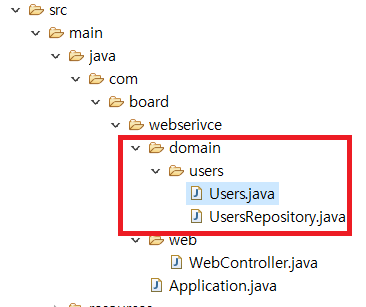 src
main
java
com
board
webserivce
domain
users
Users.java
UsersRepository.java
web
WebController.java
Application.java